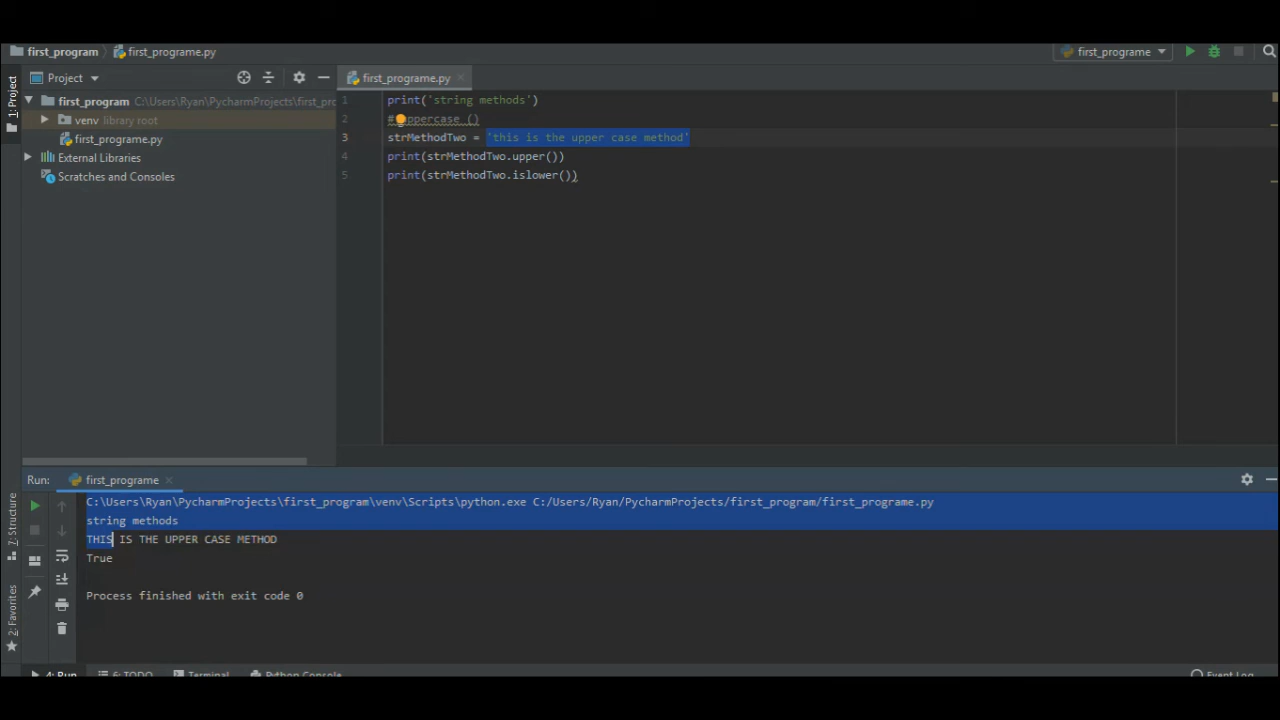 first_program first_programe.py
first_programe
Project
first_programe.py
1: Project
first_program C:\Users\Ryan\PycharmProjects\first_pro
venv library root
first_programe.py
External Libraries
Scratches and Consoles
1 print('string methods')
2 #uppercase ()
3 strMethodTwo = 'this is the upper case method'
4 print(strMethodTwo.upper())
5 print(strMethodTwo.islower())
Run: first_programe
C:\Users\Ryan\PycharmProjects\first_program\venv\Scripts\python.exe C:/Users/Ryan/PycharmProjects/first_program/first_programe.py
string methods
THIS IS THE UPPER CASE METHOD
True
Process finished with exit code 0
7: Structure
2: Favorites
4: Run 6: TODO Terminal Python Console Event Log